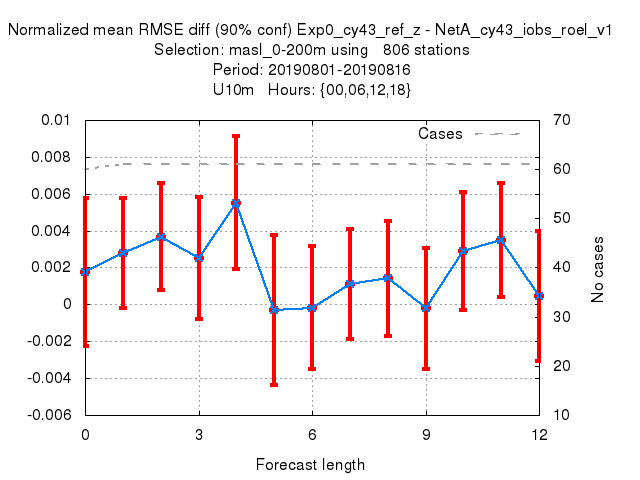 Normalized mean RMSE diff (90% conf) Exp0_cy43_ref_z - NetA_cy43_iobs_roel_v1
Selection: masl_0-200m using   806 stations
Period: 20190801-20190816
U10m   Hours: {00,06,12,18}
Cases
0.01
0.008
0.006
0.004
0.002
0
-0.002
-0.004
-0.006
70
60
50
40
30
20
10
No cases
0 3 6 9 12
Forecast length